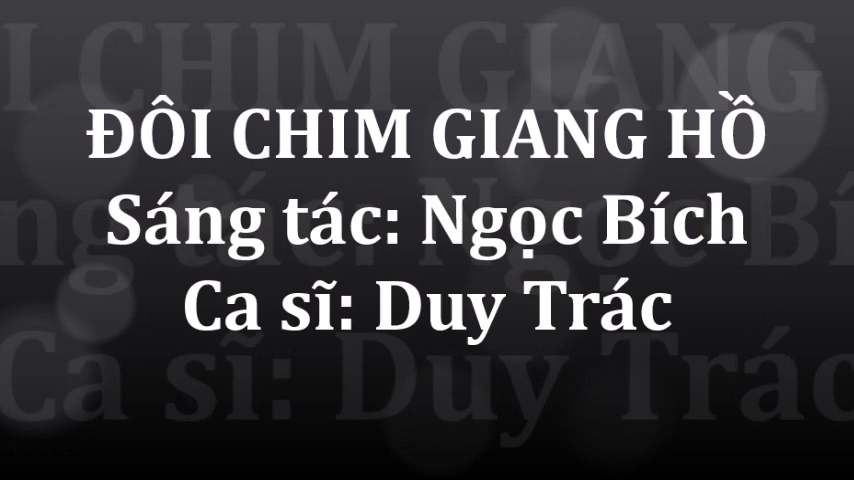 ĐÔI CHIM GIANG HỒ
Sáng tác: Ngọc Bích
Ca sĩ: Duy Trác